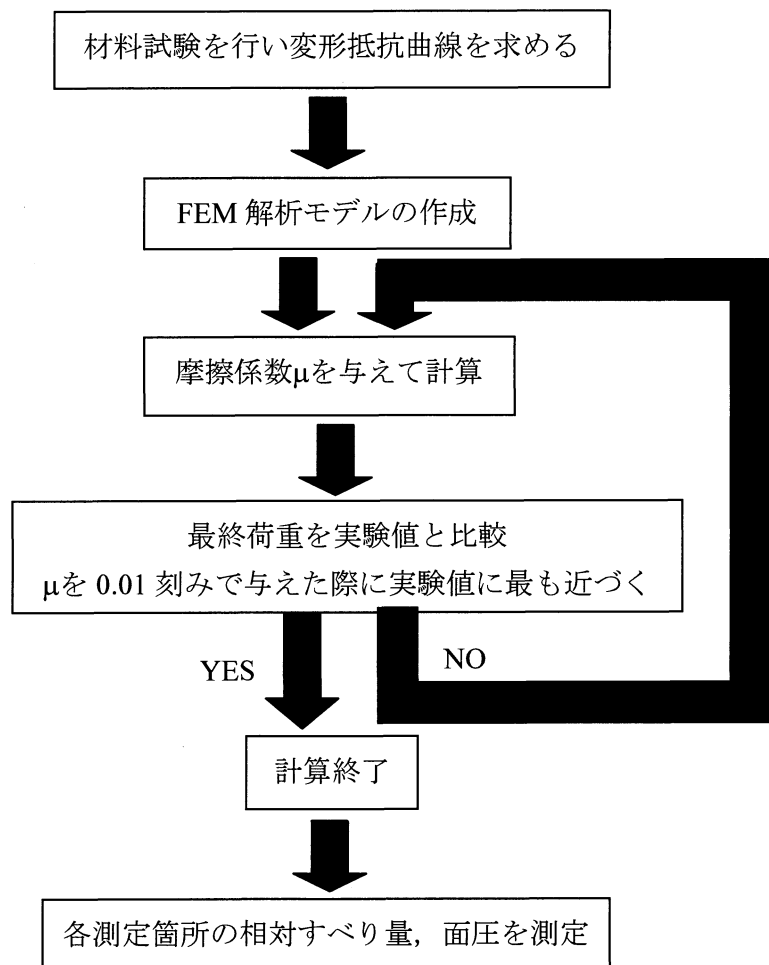 材料試験を行い変形抵抗曲線を求める
FEM 解析モデルの作成
摩擦係数μを与えて計算
最終荷重を実験値と比較
μを 0.01 刻みで与えた際に実験値に最も近づく
YES
NO
計算終了
各測定箇所の相対すべり量，面圧を測定